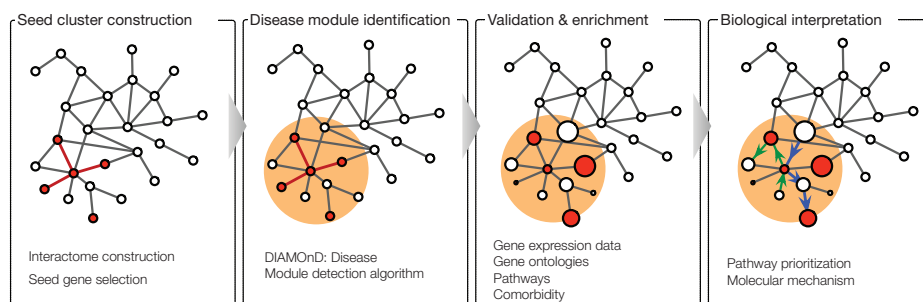 Seed cluster construction
Interactome construction
Seed gene selection
Disease module identification
DIAMOnD: Disease
Module detection algorithm
Validation & enrichment
Gene expression data
Gene ontologies
Pathways
Comorbidity
Biological interpretation
Pathway prioritization
Molecular mechanism